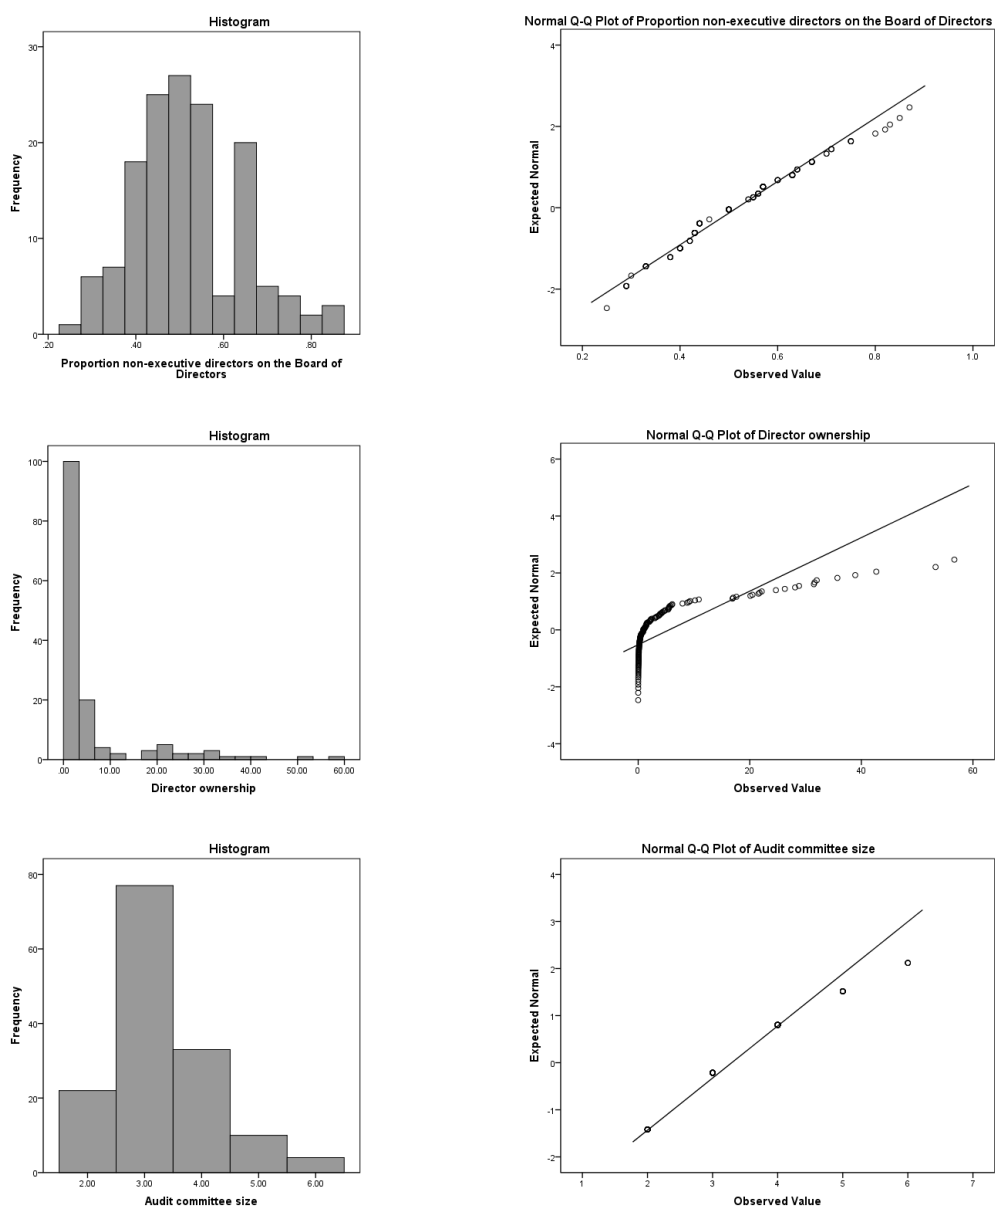 Histogram
30
20
10
0
Frequency
.20 .40 .60 .80
Proportion non-executive directors on the Board of
Directors
Normal Q-Q Plot of Proportion non-executive directors on the Board of Directors
4
2
0
-2
Expected Normal
0.2 0.4 0.6 0.8 1.0
Observed Value
Histogram
100
80
60
40
20
0
Frequency
.00 10.00 20.00 30.00 40.00 50.00 60.00
Director ownership
Normal Q-Q Plot of Director ownership
6
4
2
0
-2
-4
Expected Normal
0 20 40 60
Observed Value
Histogram
80
60
40
20
0
Frequency
2.00 3.00 4.00 5.00 6.00
Audit committee size
Normal Q-Q Plot of Audit committee size
4
3
2
1
0
-1
-2
Expected Normal
1 2 3 4 5 6 7
Observed Value